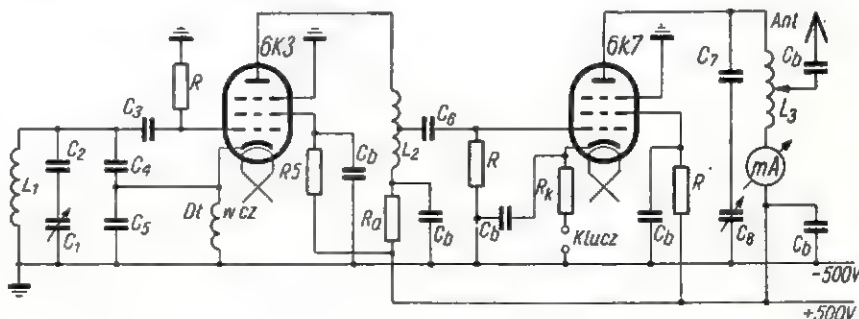 Ant
6K3
6K7
C7
Cb
R
C3
C6
L3
C2
C4
L2
Cb
mA
L1
R5
R
Rk
R
C1
C5
Dt w cz
Ra
Cb
Cb
Klucz
Cb
C8
Cb
-500V
+500V